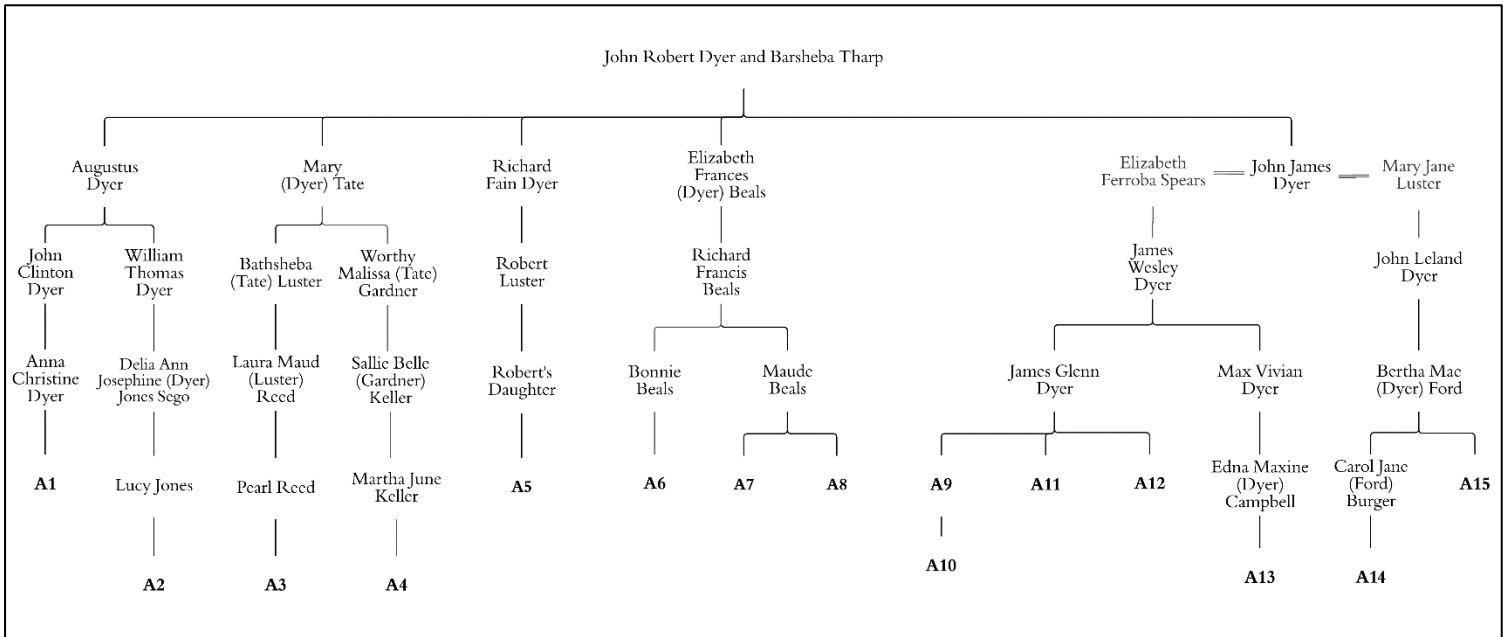 John Robert Dyer and Barsheba Tharp
Augustus
Dyer
Mary
(Dyer) Tate
Richard
Fain Dyer
Elizabeth
Frances
(Dyer) Beals
Elizabeth
Ferroba Spears
John James
Dyer
Mary Jane
Luster
John
Clinton
Dyer
William
Thomas
Dyer
Bathsheba
(Tate) Luster
Worthy
Malissa (Tate)
Gardner
Robert
Luster
Richard
Francis
Beals
James
Wesley
Dyer
John Leland
Dyer
Anna
Christine
Dyer
Delia Ann
Josephine (Dyer)
Jones Sego
Laura Maud
(Luster)
Reed
Sallie Belle
(Gardner)
Keller
Robert's
Daughter
Bonnie
Beals
Maude
Beals
James Glenn
Dyer
Max Vivian
Dyer
Bertha Mae
(Dyer) Ford
A1
Lucy Jones
Pearl Reed
Martha June
Keller
A5
A6
A7
A8
A9
A11
A12
Edna Maxine
(Dyer)
Campbell
Carol Jane
(Ford)
Burger
A15
A2
A3
A4
A10
A13
A14